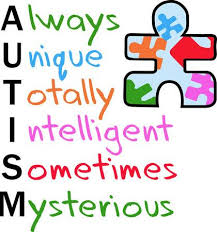 Always
Unique
Totally
Intelligent
Sometimes
Mysterious